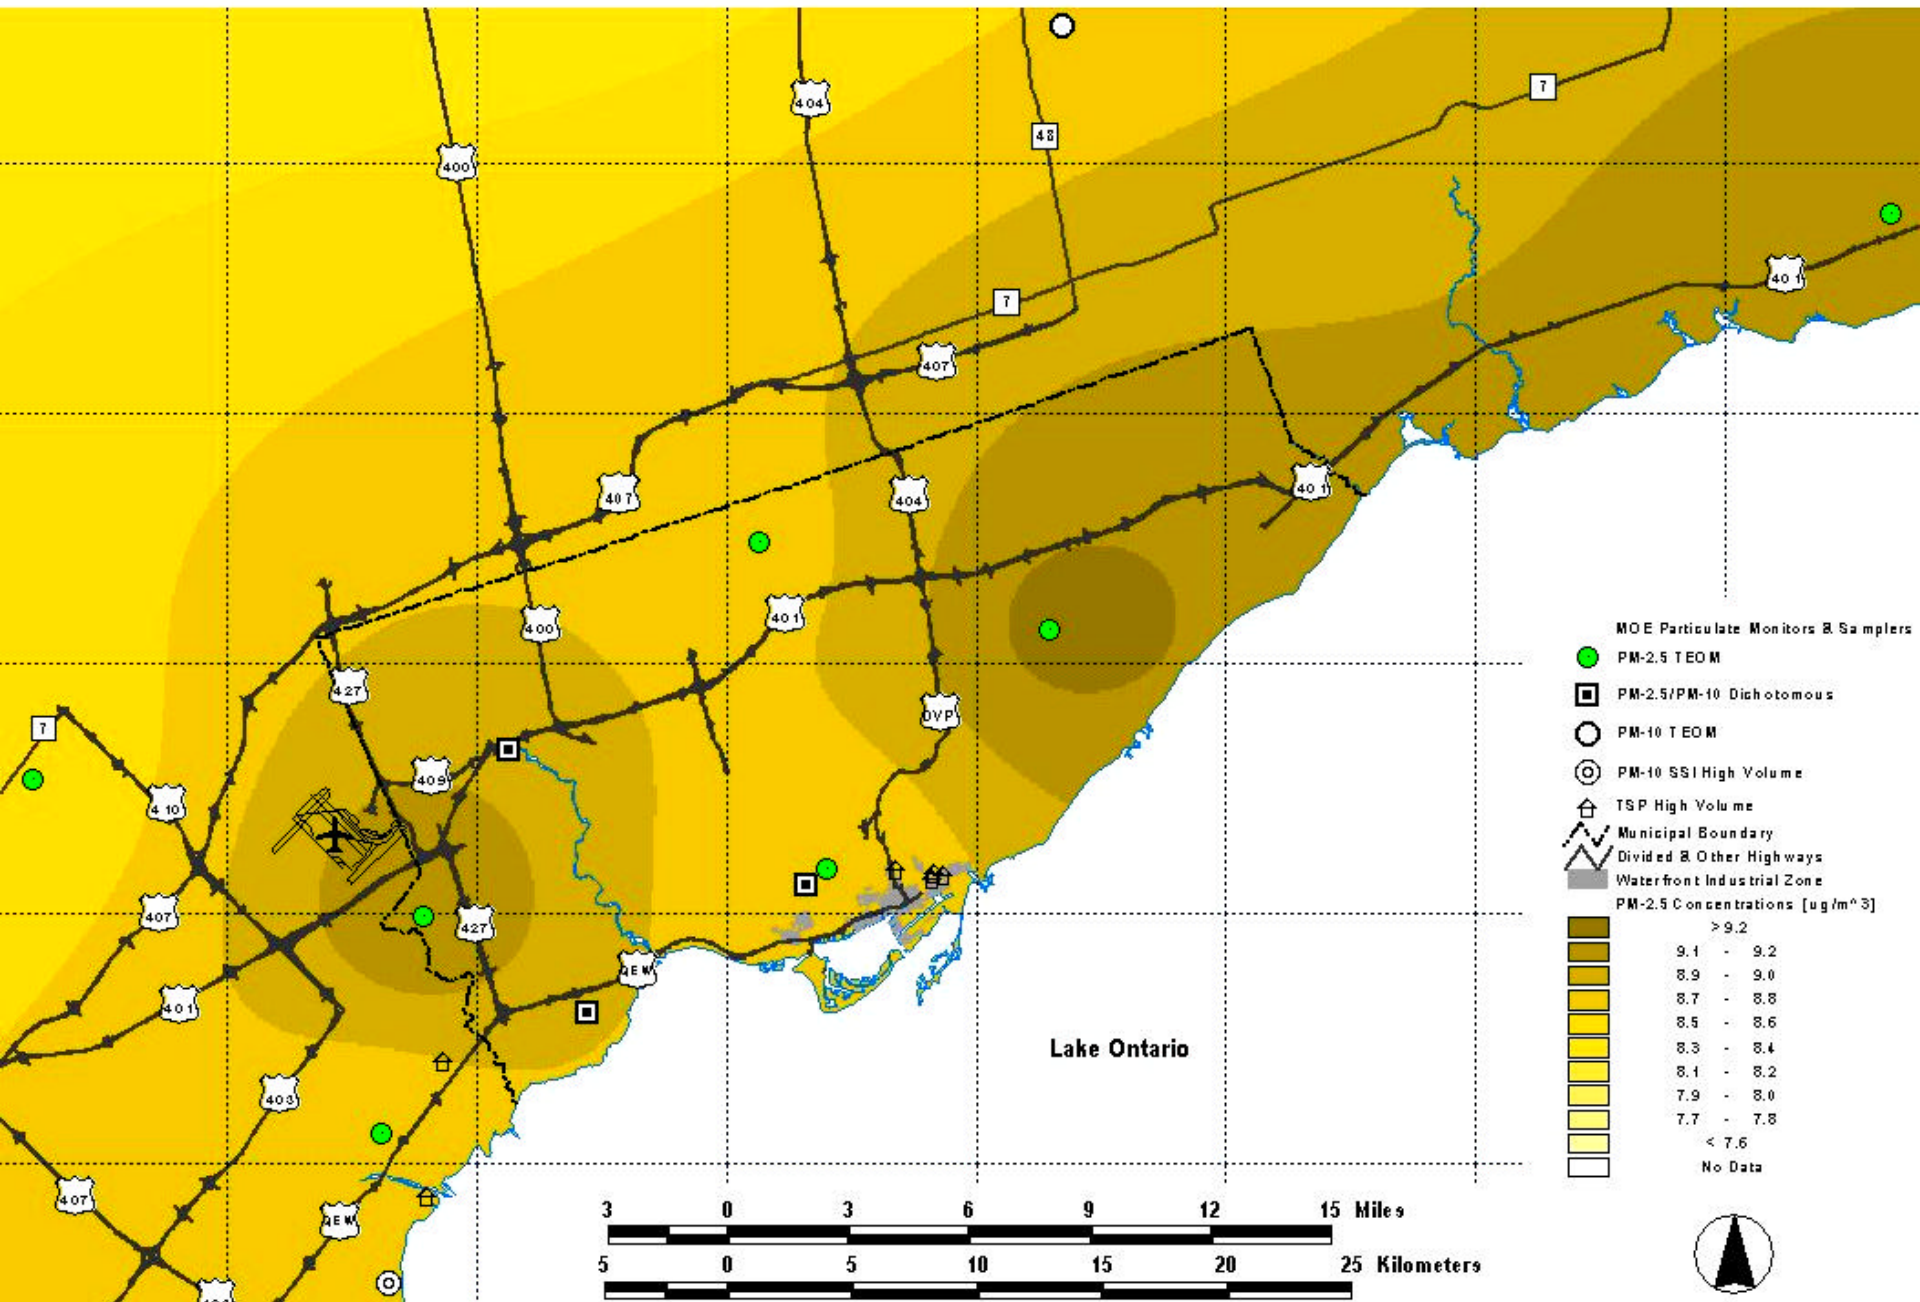 404
48
7
400
401
7
407
407
404
401
400
401
427
7
DVP
409
410
407
427
QEW
401
403
407
QEW
Lake Ontario
MOE Particulate Monitors & Samplers
PM-2.5 TEOM
PM-2.5/PM-10 Dichotomous
PM-10 TEOM
PM-10 SSI High Volume
TSP High Volume
Municipal Boundary
Divided & Other Highways
Waterfront Industrial Zone
PM-2.5 Concentrations [ug/m^3]
> 9.2
9.1 - 9.2
8.9 - 9.0
8.7 - 8.8
8.5 - 8.6
8.3 - 8.4
8.1 - 8.2
7.9 - 8.0
7.7 - 7.8
< 7.6
No Data
3 0 3 6 9 12 15 Miles
5 0 5 10 15 20 25 Kilometers